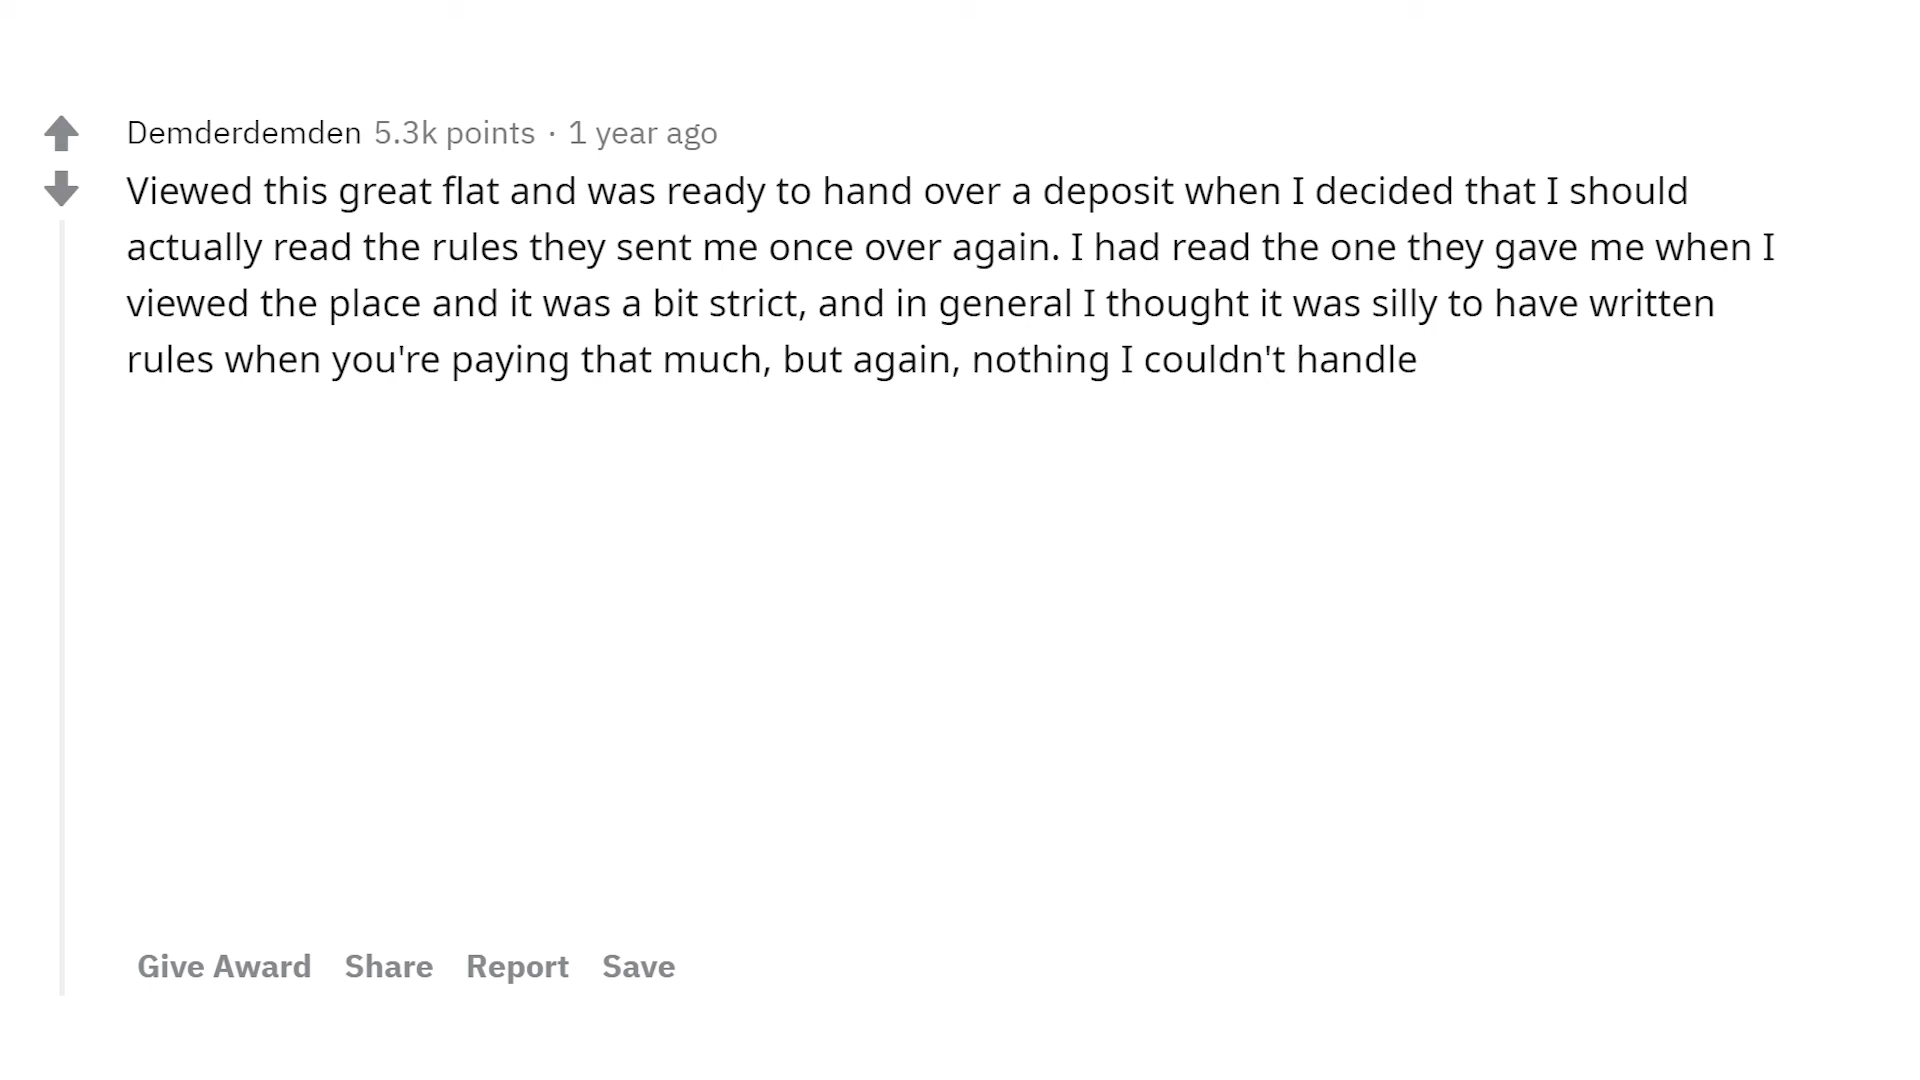 Demderdemden 5.3k points · 1 year ago
Viewed this great flat and was ready to hand over a deposit when I decided that I should
actually read the rules they sent me once over again. I had read the one they gave me when I
viewed the place and it was a bit strict, and in general I thought it was silly to have written
rules when you're paying that much, but again, nothing I couldn't handle
Give Award Share Report Save